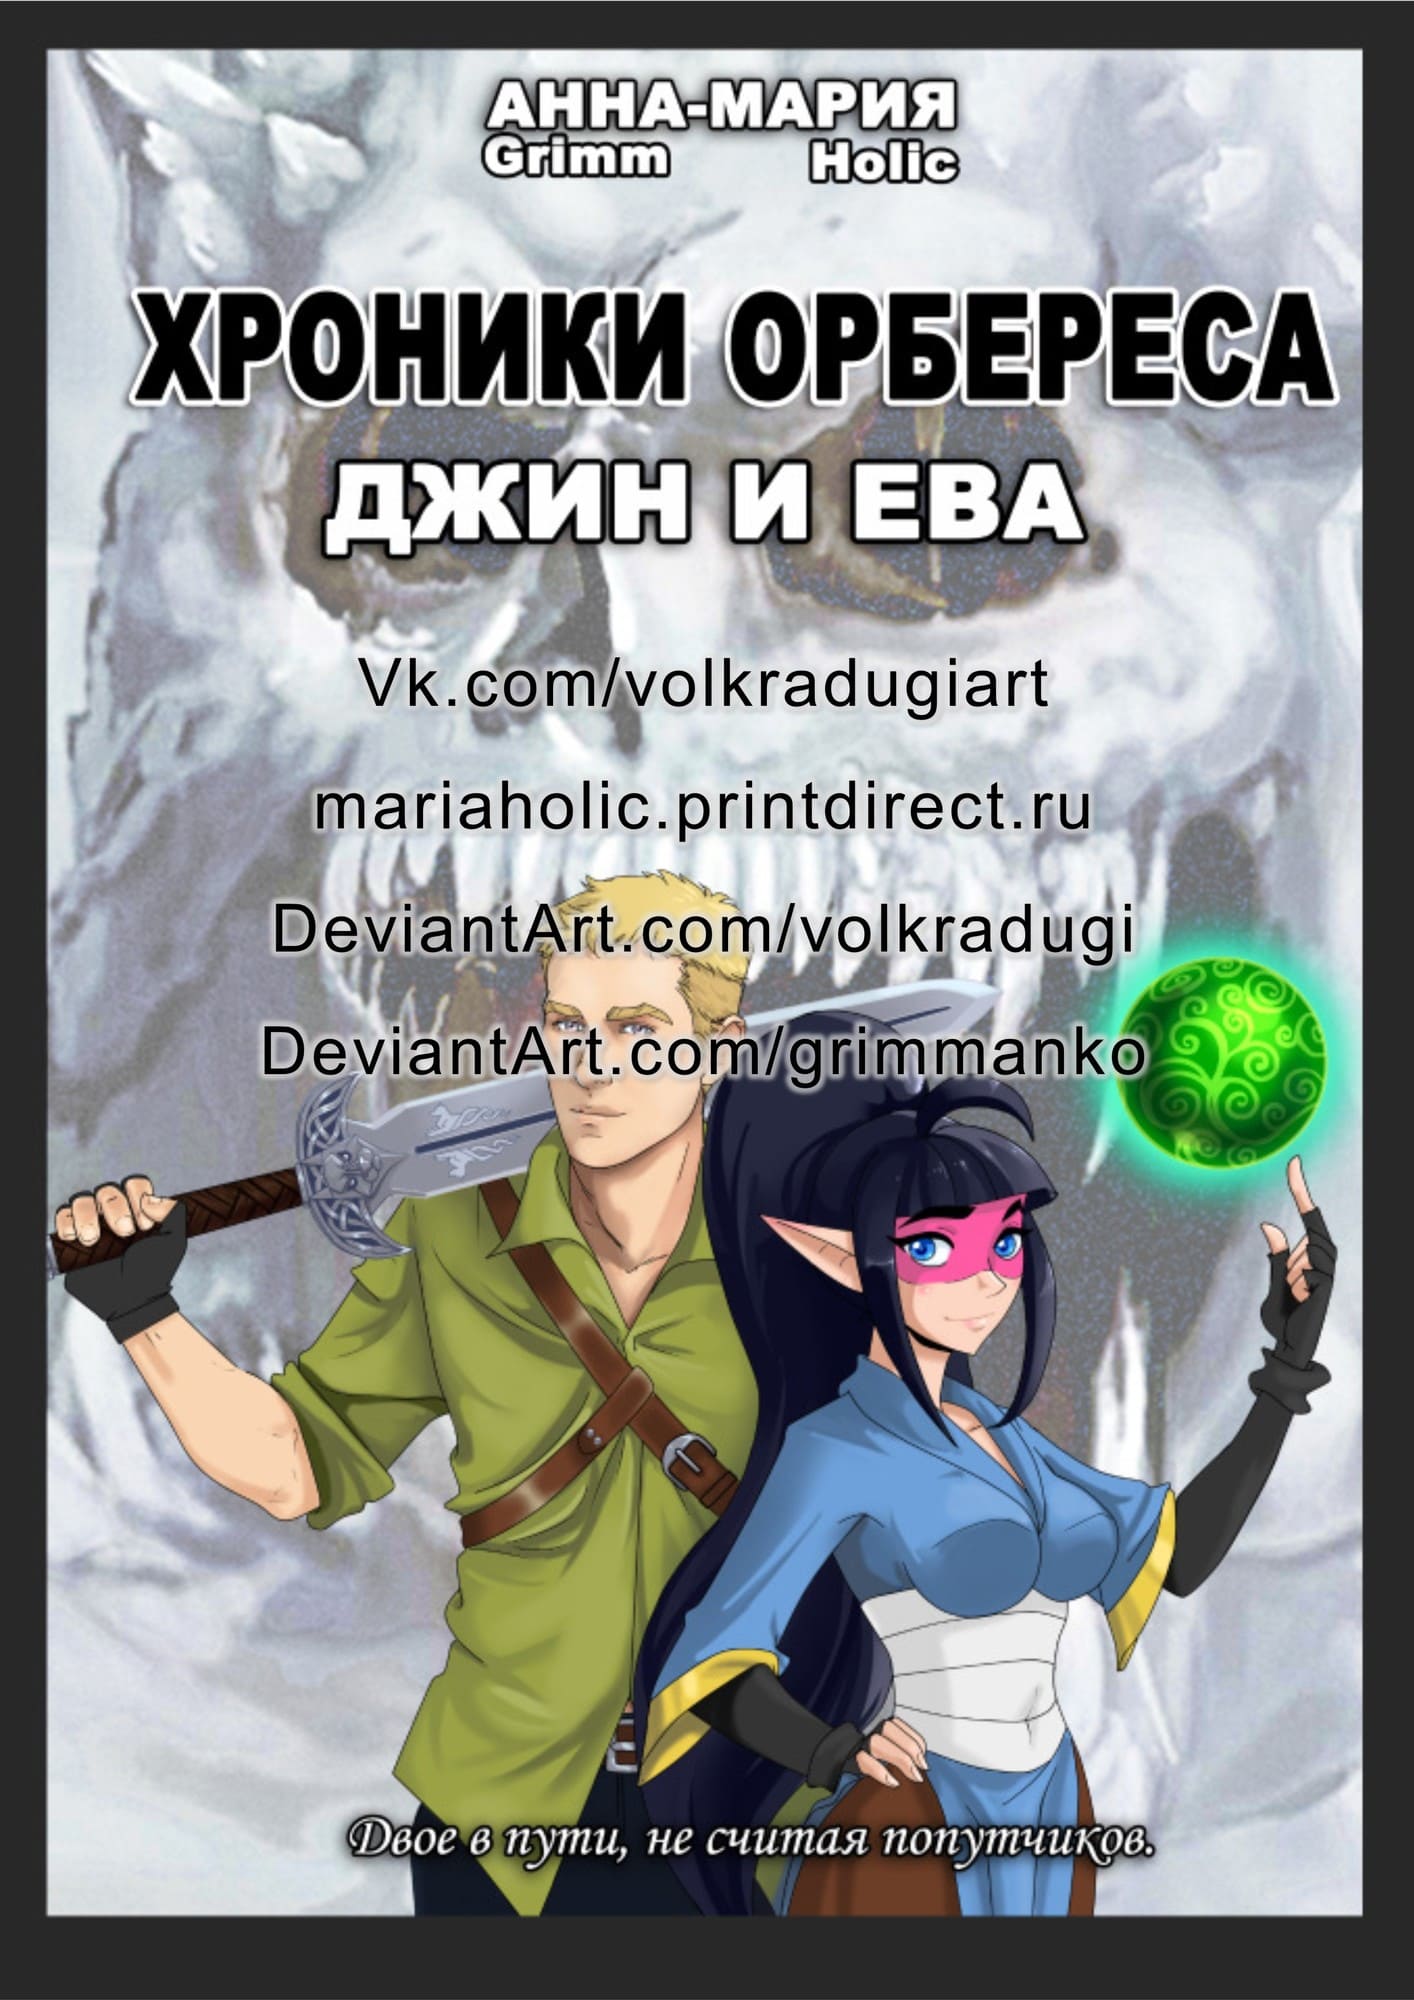 АННА-МАРИЯ
Grimm Holic
ХРОНИКИ ОРБЕРЕСА
ДЖИН И ЕВА
Vk.com/volkradugiart
mariaholic.printdirect.ru
DeviantArt.com/volkradugi
DeviantArt.com/grimmanko
Двое в пути, не считая попутчиков.